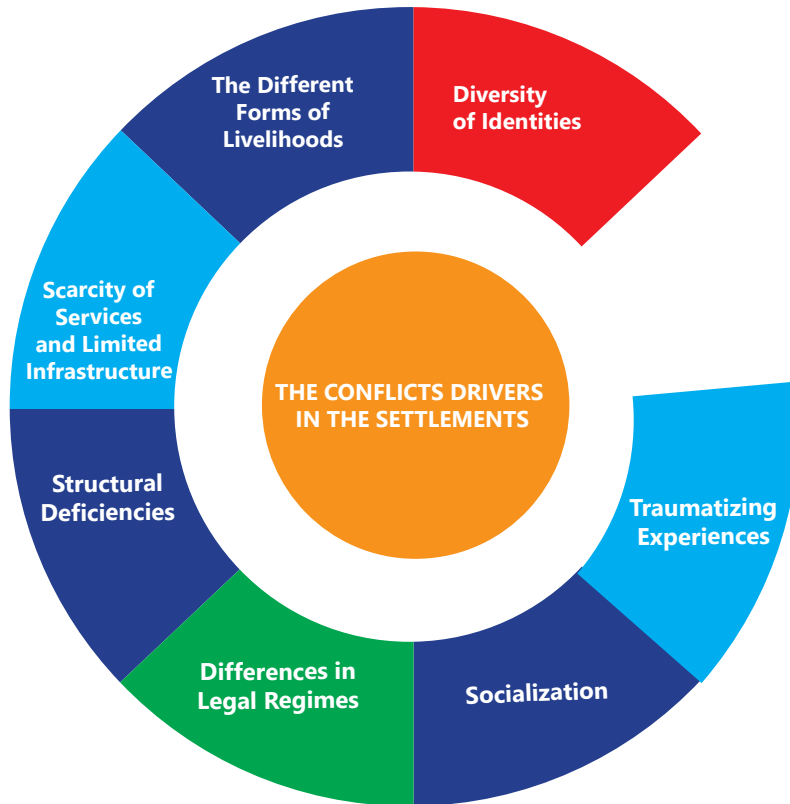 The Different
Forms of
Livelihoods
Diversity
of Identities
Scarcity of
Services
and Limited
Infrastructure
THE CONFLICTS DRIVERS
IN THE SETTLEMENTS
Structural
Deficiencies
Traumatizing
Experiences
Differences in
Legal Regimes
Socialization